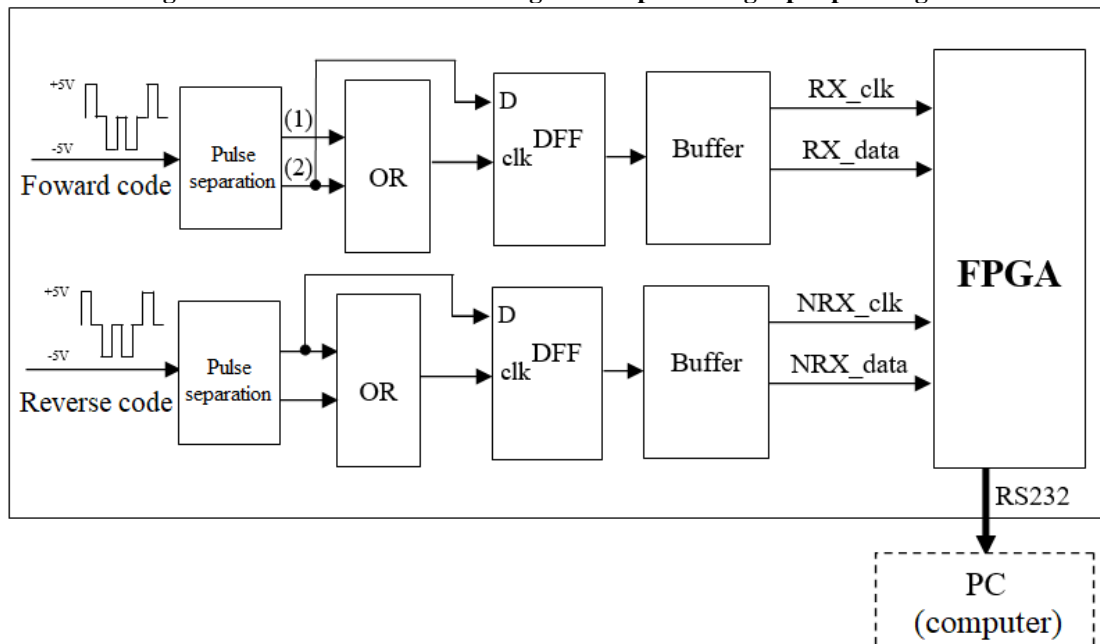 +5V
-5V
Foward code
Pulse
separation
(1)
(2)
OR
D
clk
DFF
Buffer
RX_clk
RX_data
+5V
-5V
Reverse code
Pulse
separation
OR
D
clk
DFF
Buffer
NRX_clk
NRX_data
FPGA
RS232
PC
(computer)